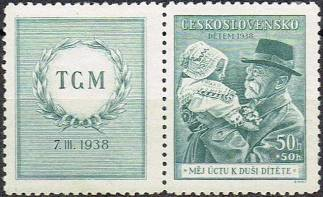 TGM
7. III. 1938
ČESKOSLOVENSKO
DĚTEM 1938
50h
+50h
MĚJ ÚCTU K DUŠI DÍTĚTE